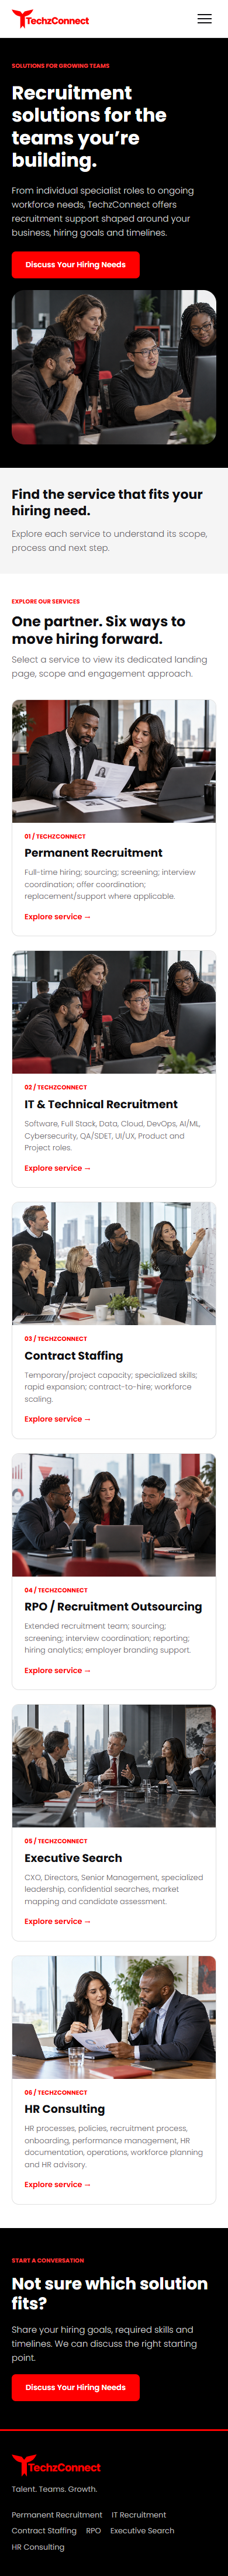 TechzConnect
SOLUTIONS FOR GROWING TEAMS
Recruitment
solutions for the
teams you’re
building.
From individual specialist roles to ongoing
workforce needs, TechzConnect offers
recruitment support shaped around your
business, hiring goals and timelines.
Discuss Your Hiring Needs
Find the service that fits your
hiring need.
Explore each service to understand its scope,
process and next step.
EXPLORE OUR SERVICES
One partner. Six ways to
move hiring forward.
Select a service to view its dedicated landing
page, scope and engagement approach.
01 / TECHZCONNECT
Permanent Recruitment
Full-time hiring; sourcing; screening; interview
coordination; offer coordination;
replacement/support where applicable.
Explore service →
02 / TECHZCONNECT
IT & Technical Recruitment
Software, Full Stack, Data, Cloud, DevOps, AI/ML,
Cybersecurity, QA/SDET, UI/UX, Product and
Project roles.
Explore service →
03 / TECHZCONNECT
Contract Staffing
Temporary/project capacity; specialized skills;
rapid expansion; contract-to-hire; workforce
scaling.
Explore service →
04 / TECHZCONNECT
RPO / Recruitment Outsourcing
Extended recruitment team; sourcing;
screening; interview coordination; reporting;
hiring analytics; employer branding support.
Explore service →
05 / TECHZCONNECT
Executive Search
CXO, Directors, Senior Management, specialized
leadership, confidential searches, market
mapping and candidate assessment.
Explore service →
06 / TECHZCONNECT
HR Consulting
HR processes, policies, recruitment process,
onboarding, performance management, HR
documentation, operations, workforce planning
and HR advisory.
Explore service →
START A CONVERSATION
Not sure which solution
fits?
Share your hiring goals, required skills and
timelines. We can discuss the right starting
point.
Discuss Your Hiring Needs
TechzConnect
Talent. Teams. Growth.
Permanent Recruitment IT Recruitment
Contract Staffing RPO Executive Search
HR Consulting